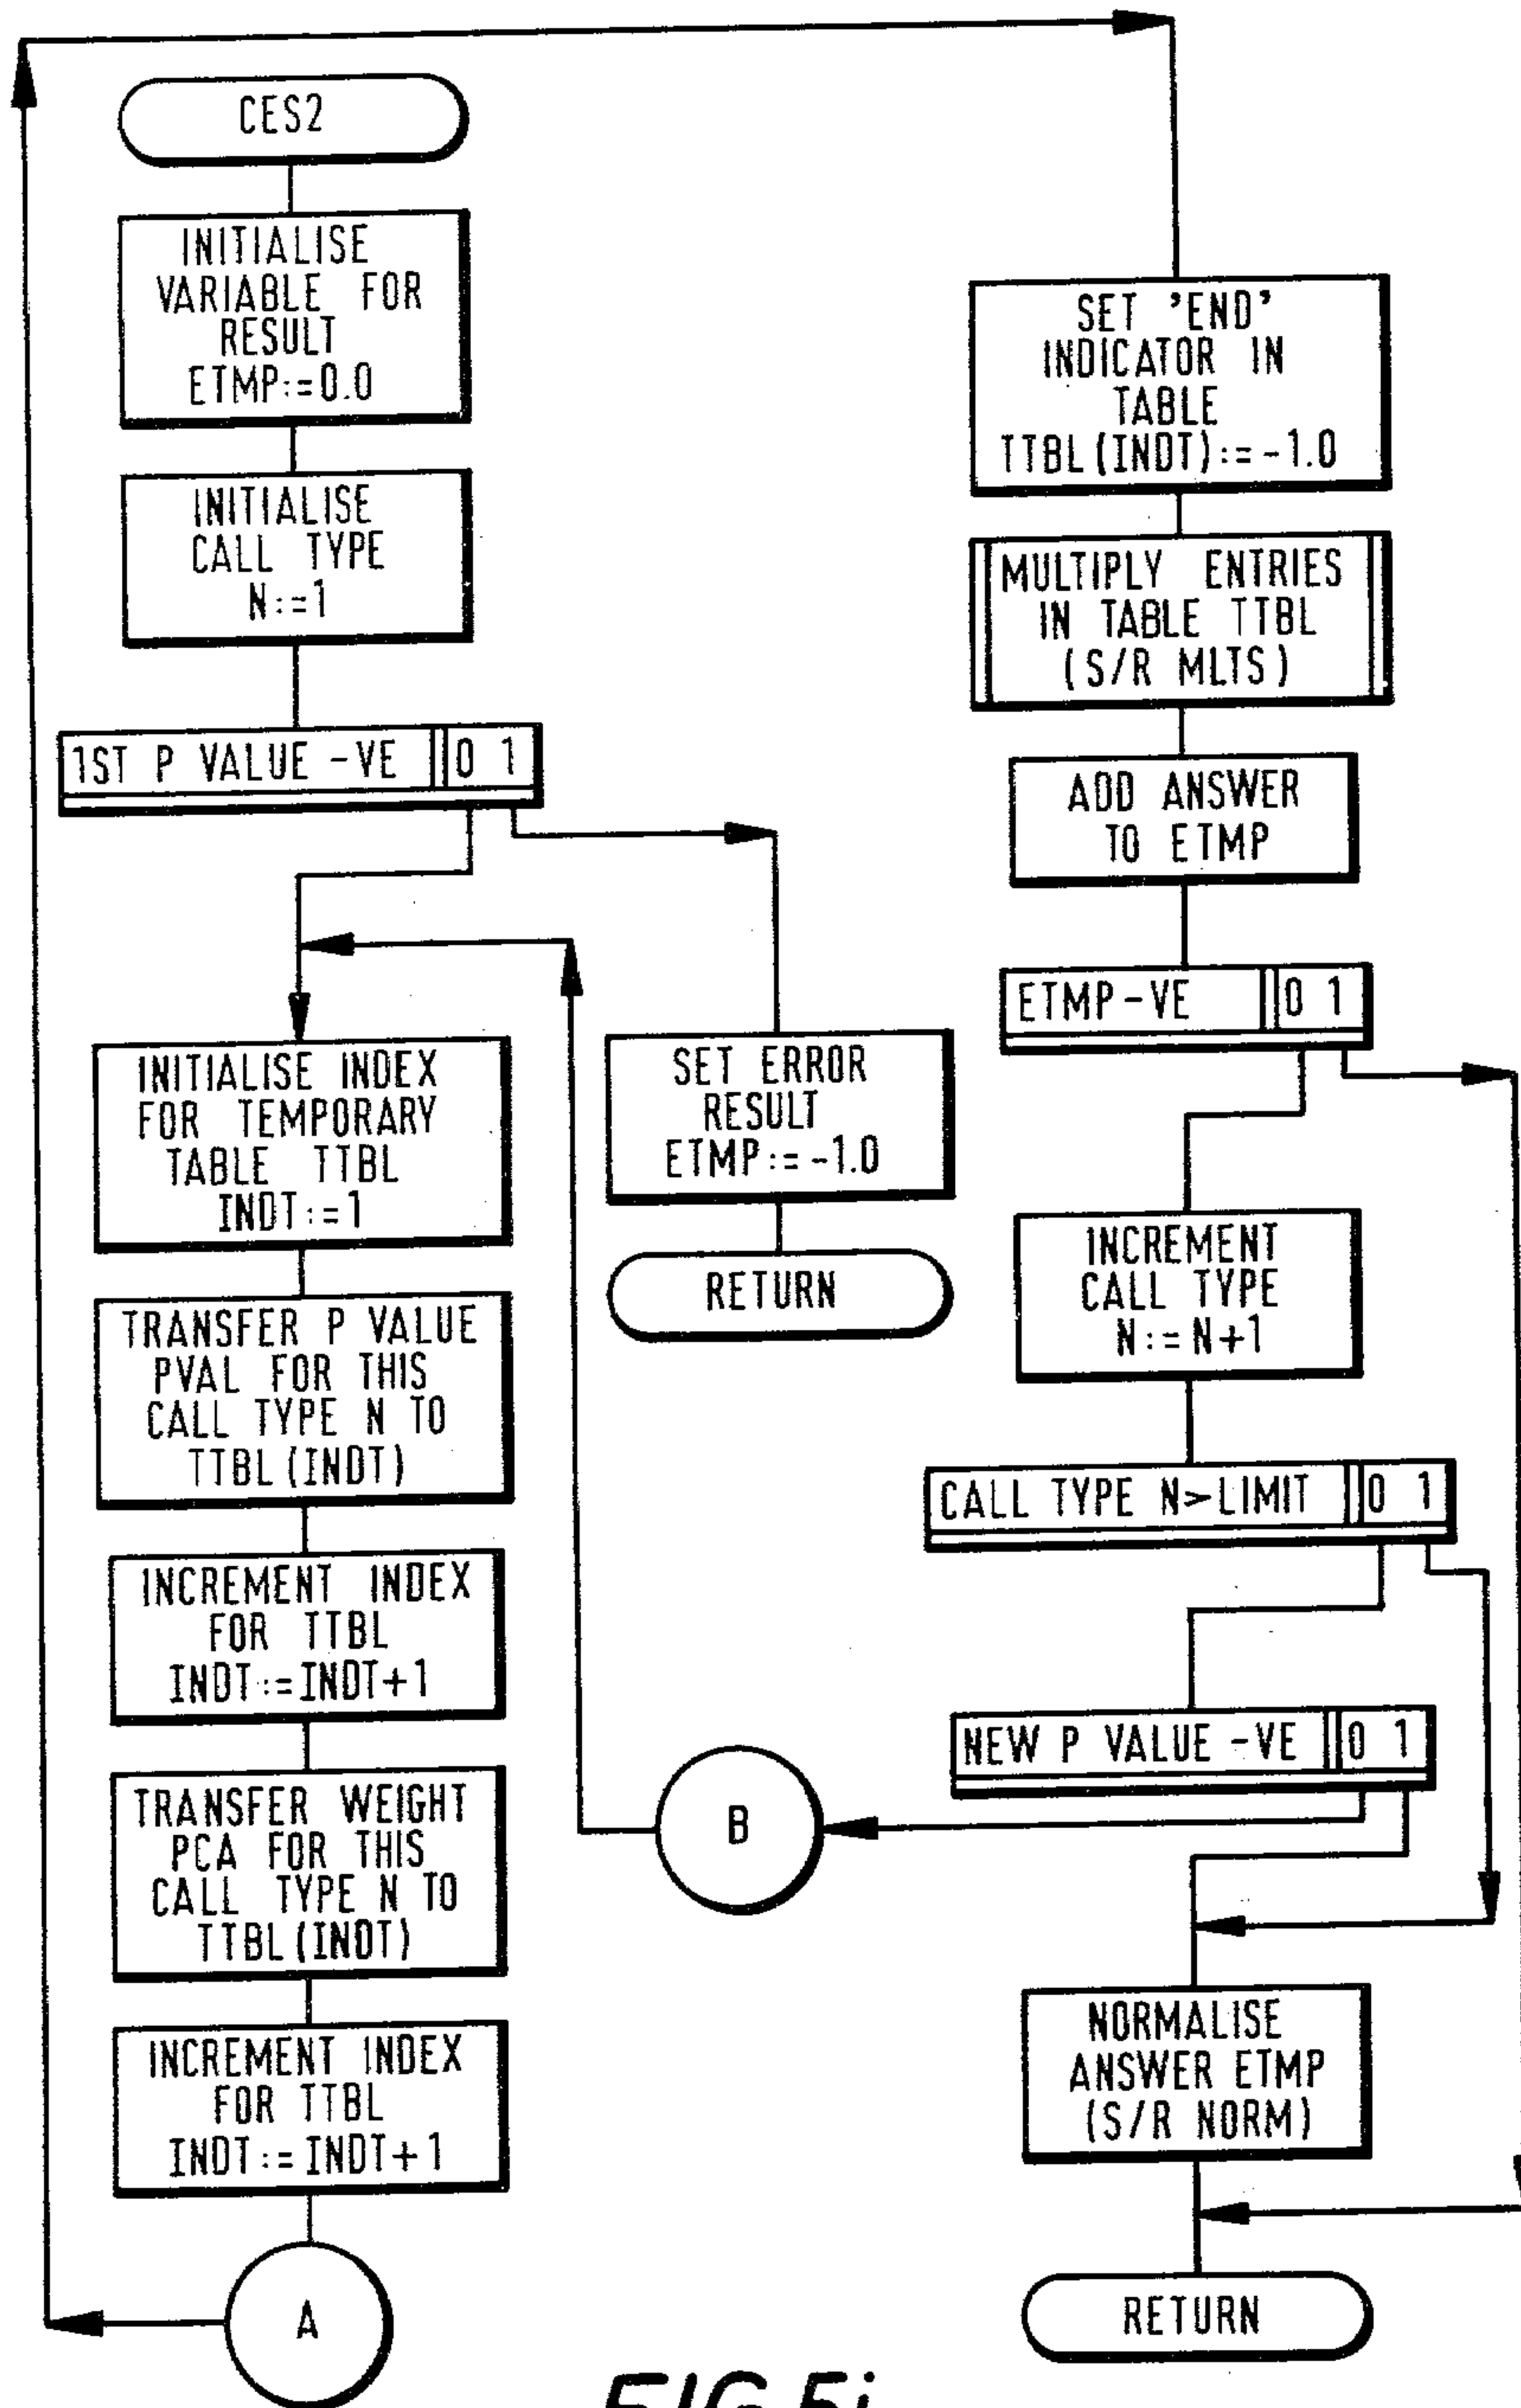 CES2
INITIALISE
VARIABLE FOR
RESULT
ETMP:=0.0
INITIALISE
CALL TYPE
N:=1
1ST P VALUE -VE 0 1
INITIALISE INDEX
FOR TEMPORARY
TABLE TTBL
INDT:=1
TRANSFER P VALUE
PVAL FOR THIS
CALL TYPE N TO
TTBL(INDT)
INCREMENT INDEX
FOR TTBL
INDT:=INDT+1
TRANSFER WEIGHT
PCA FOR THIS
CALL TYPE N TO
TTBL(INDT)
INCREMENT INDEX
FOR TTBL
INDT:=INDT+1
A
SET ERROR
RESULT
ETMP:=-1.0
RETURN
B
SET 'END'
INDICATOR IN
TABLE
TTBL(INDT):=-1.0
MULTIPLY ENTRIES
IN TABLE TTBL
(S/R MLTS)
ADD ANSWER
TO ETMP
ETMP-VE 0 1
INCREMENT
CALL TYPE
N:=N+1
CALL TYPE N>LIMIT 0 1
NEW P VALUE -VE 0 1
NORMALISE
ANSWER ETMP
(S/R NORM)
RETURN
FIG.5i